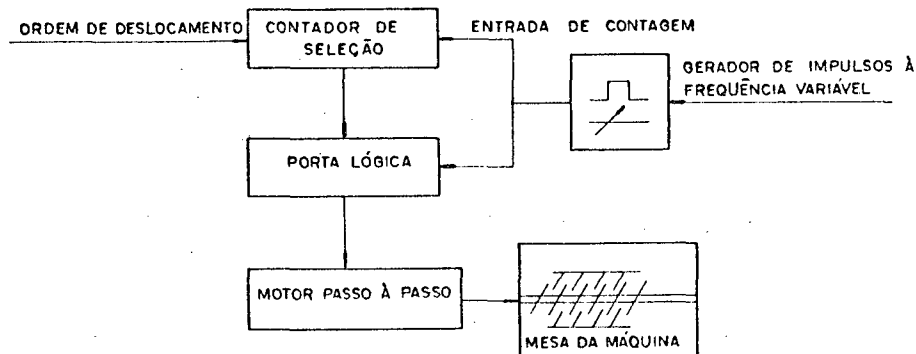 ORDEM DE DESLOCAMENTO
CONTADOR DE
SELEÇÃO
ENTRADA DE CONTAGEM
GERADOR DE IMPULSOS À
FREQUÊNCIA VARIÁVEL
PORTA LÓGICA
MOTOR PASSO À PASSO
MESA DA MÁQUINA